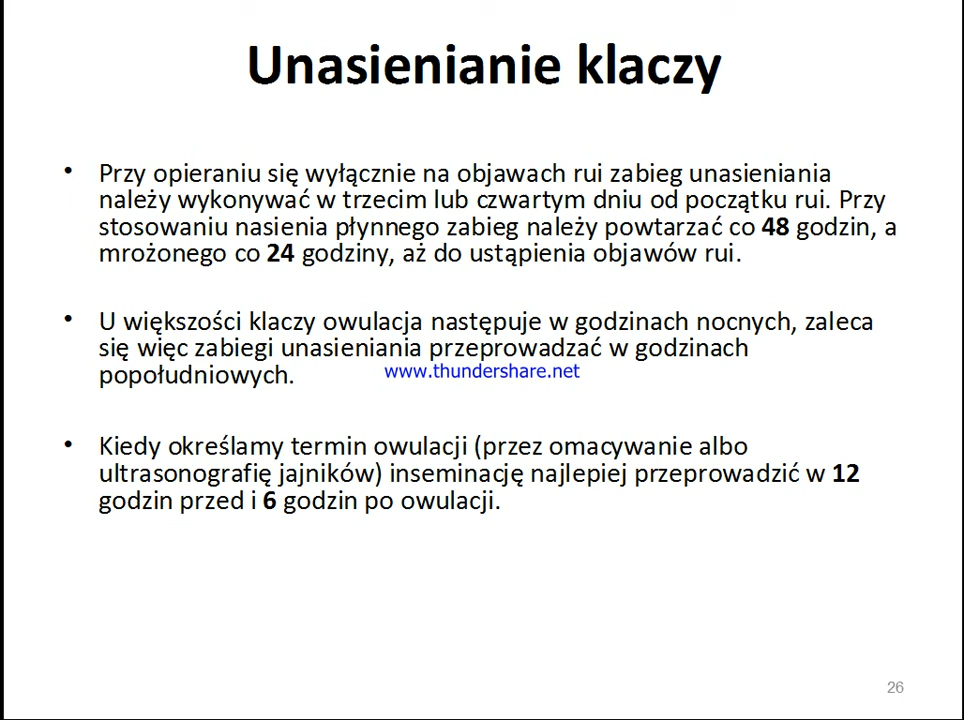 Unasienianie klaczy
• Przy opieraniu się wyłącznie na objawach rui zabieg unasieniania
należy wykonywać w trzecim lub czwartym dniu od początku rui. Przy
stosowaniu nasienia płynnego zabieg należy powtarzać co 48 godzin, a
mrożonego co 24 godziny, aż do ustąpienia objawów rui.
• U większości klaczy owulacja następuje w godzinach nocnych, zaleca
się więc zabiegi unasieniania przeprowadzać w godzinach
popołudniowych.
www.thundershare.net
• Kiedy określamy termin owulacji (przez omacywanie albo
ultrasonografię jajników) inseminację najlepiej przeprowadzić w 12
godzin przed i 6 godzin po owulacji.
26